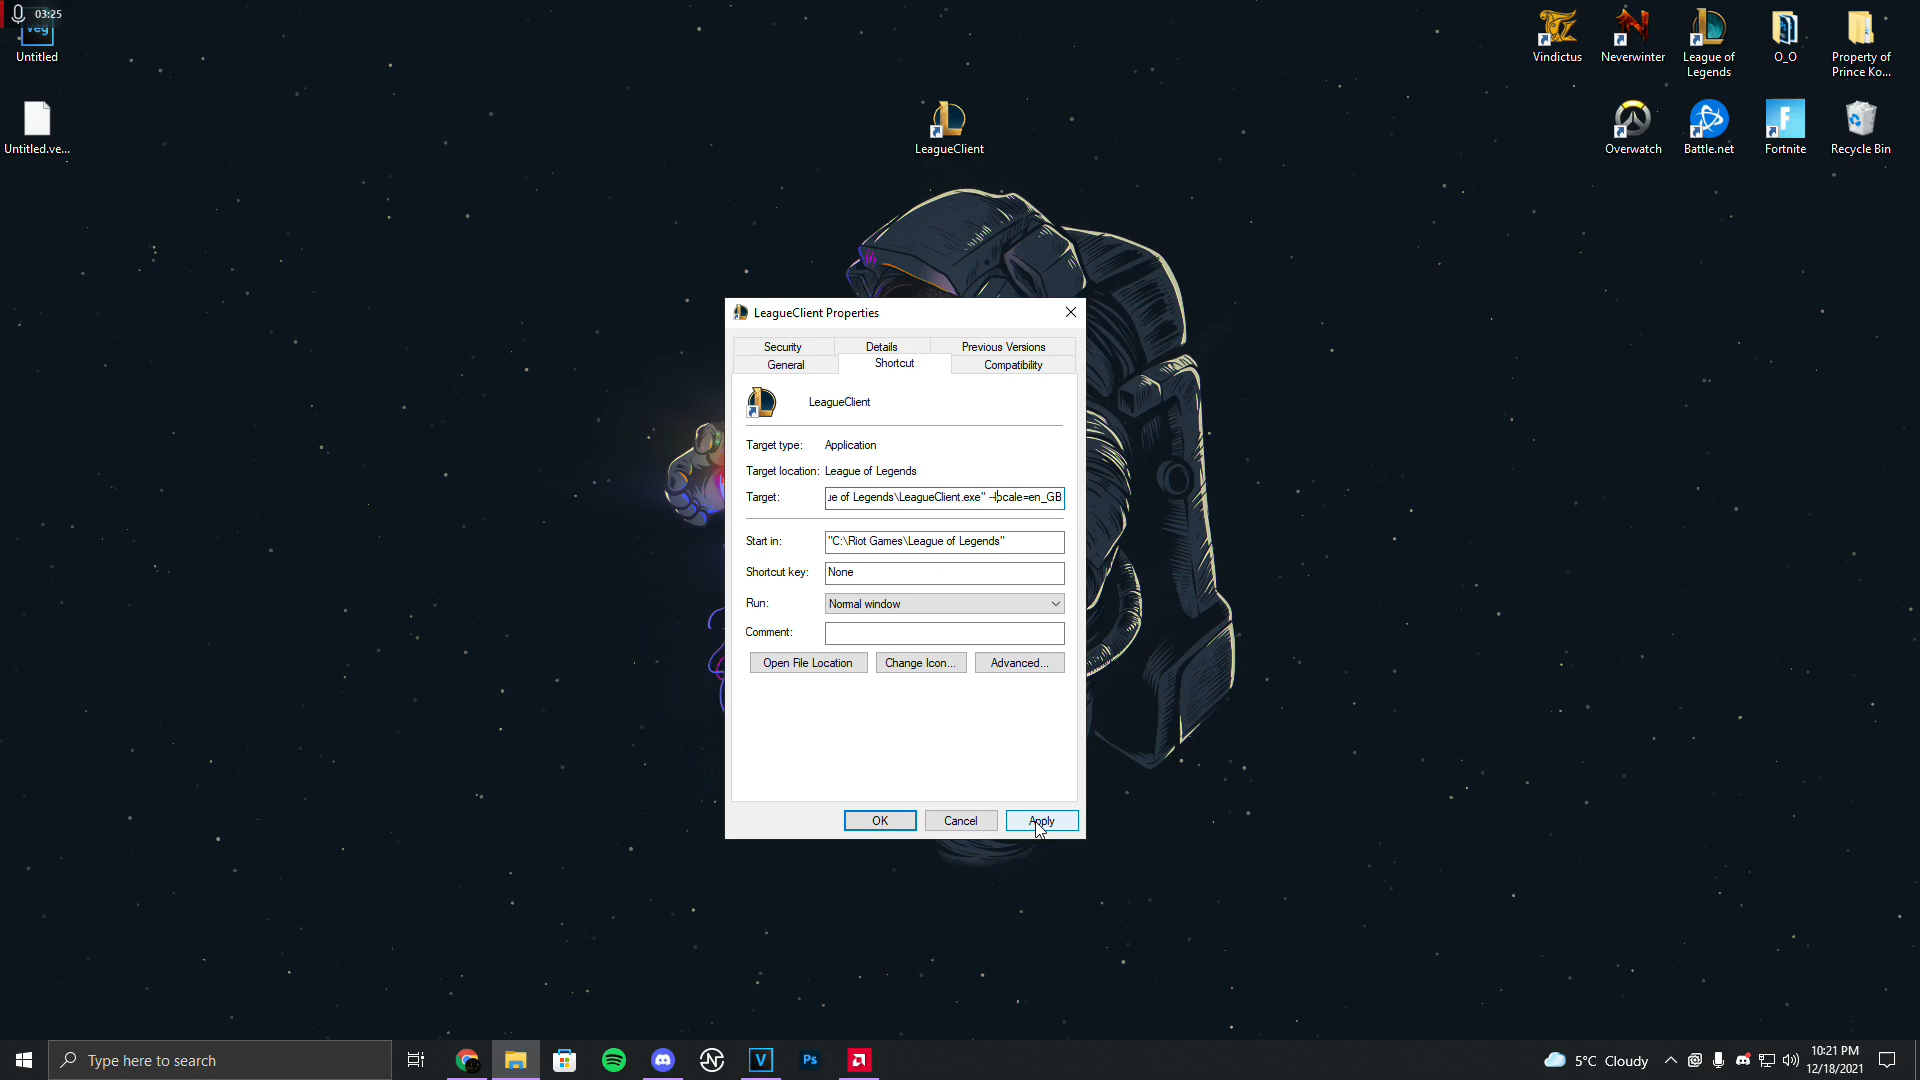 03:25
veg
Untitled
Untitled.ve...
LeagueClient
Vindictus
Neverwinter
League of
Legends
O_O
Property of
Prince Ko...
Overwatch
Battle.net
Fortnite
Recycle Bin
LeagueClient Properties
Security
Details
Previous Versions
General
Shortcut
Compatibility
LeagueClient
Target type:
Application
Target location:
League of Legends
Target:
ue of Legends\LeagueClient.exe" --locale=en_GB
Start in:
"C:\Riot Games\League of Legends"
Shortcut key:
None
Run:
Normal window
Comment:
Open File Location
Change Icon...
Advanced...
OK
Cancel
Apply
Type here to search
V
Ps
5°C Cloudy
10:21 PM
12/18/2021